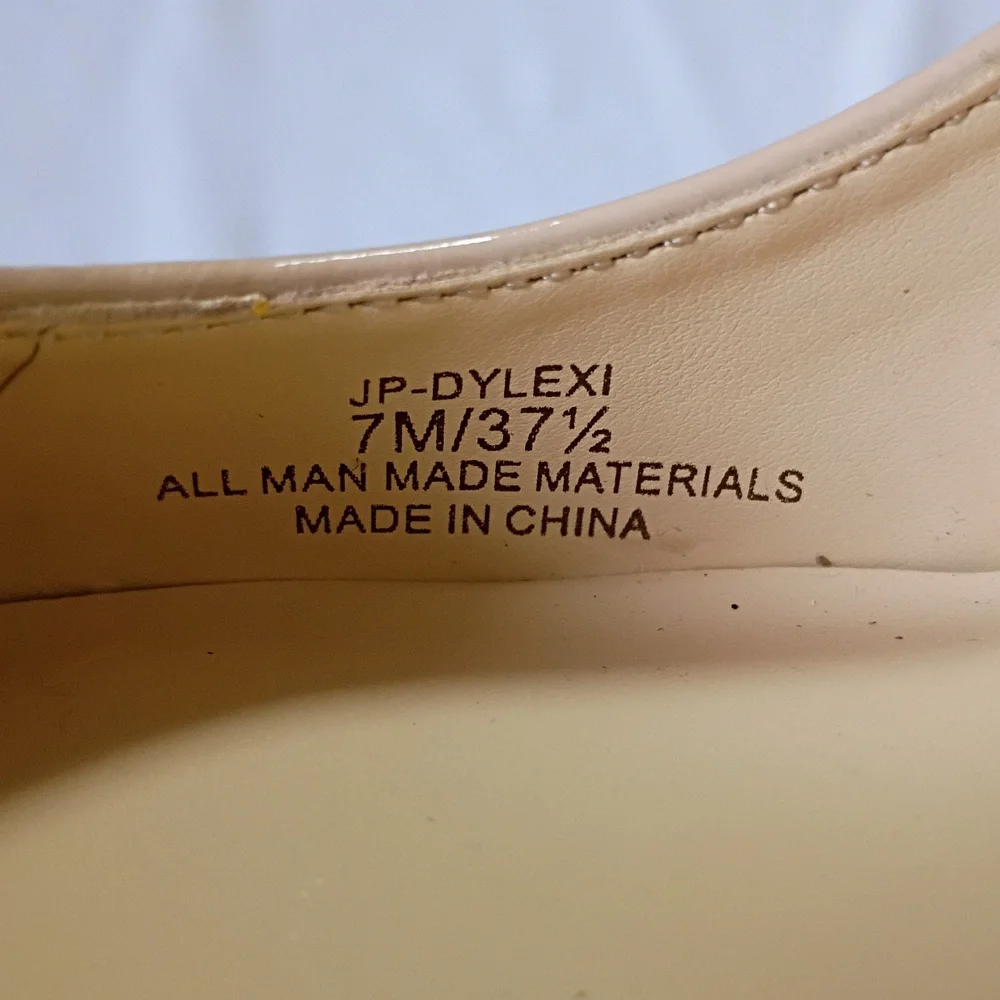 JP-DYLEXI
7M/37½
ALL MAN MADE MATERIALS
MADE IN CHINA